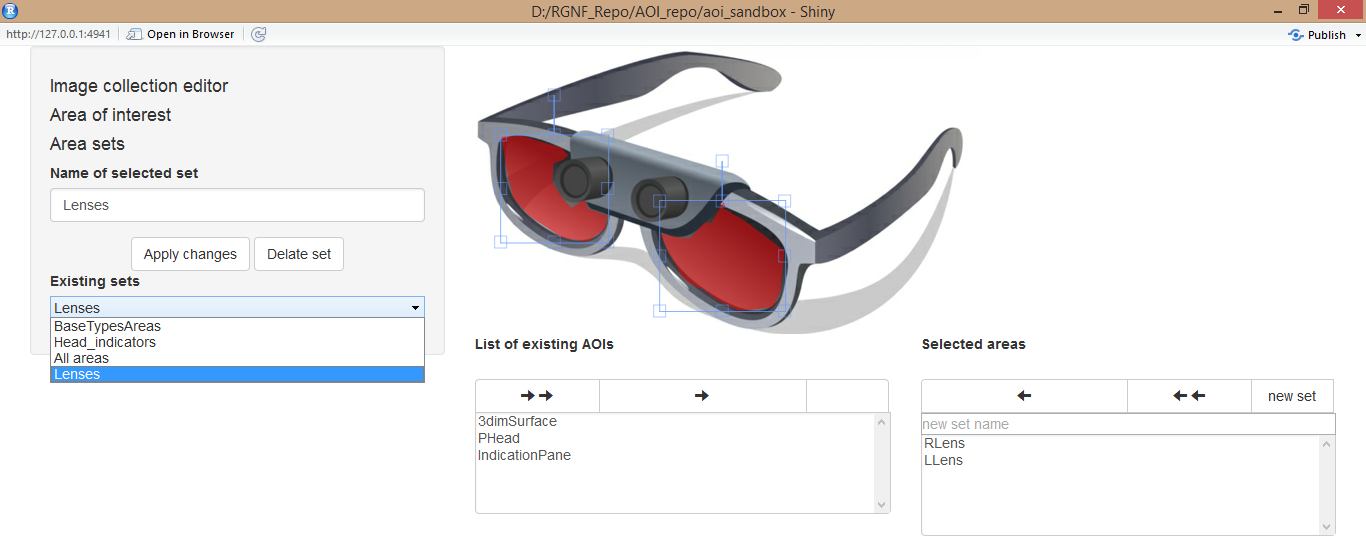 D:/RGNF_Repo/AOI_repo/aoi_sandbox - Shiny
http://127.0.0.1:4941 Open in Browser Publish
Image collection editor
Area of interest
Area sets
Name of selected set
Lenses
Apply changes Delate set
Existing sets
Lenses
BaseTypesAreas
Head_indicators
All areas
Lenses
List of existing AOIs
3dimSurface
PHead
IndicationPane
Selected areas
new set
new set name
RLens
LLens